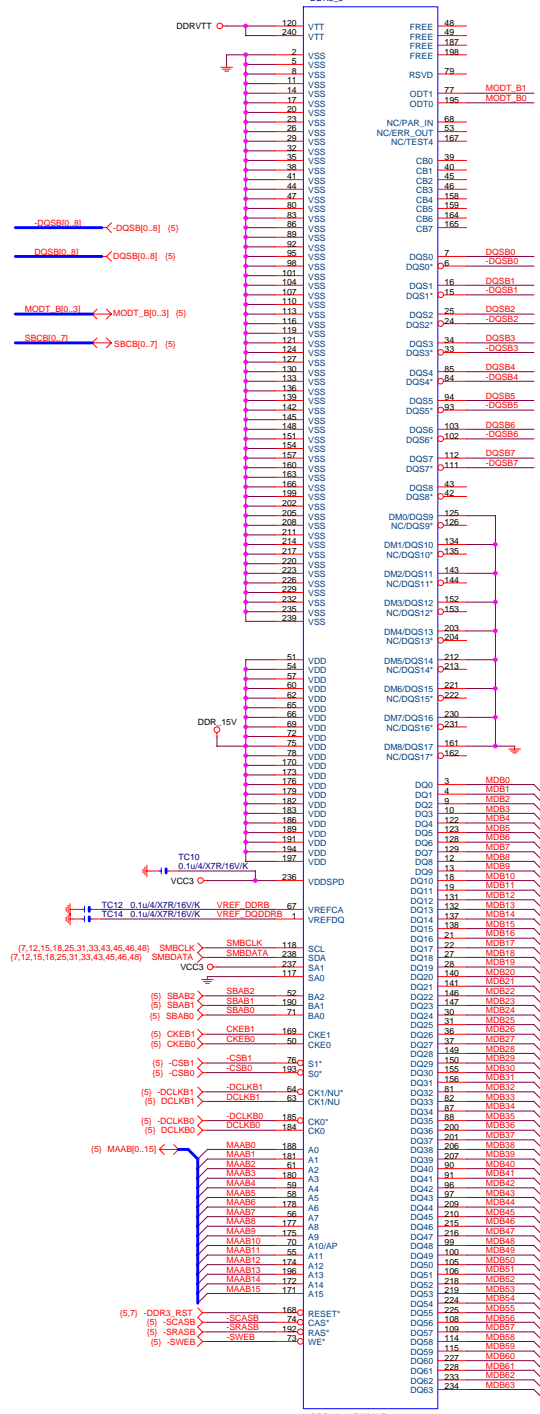 DDRVTT 120 VTT
240 VTT
2 VSS
5 VSS
8 VSS
11 VSS
14 VSS
17 VSS
20 VSS
23 VSS
26 VSS
29 VSS
32 VSS
35 VSS
38 VSS
41 VSS
44 VSS
47 VSS
80 VSS
83 VSS
86 VSS
89 VSS
92 VSS
95 VSS
98 VSS
101 VSS
104 VSS
107 VSS
110 VSS
113 VSS
116 VSS
119 VSS
121 VSS
124 VSS
127 VSS
130 VSS
133 VSS
136 VSS
139 VSS
142 VSS
145 VSS
148 VSS
151 VSS
154 VSS
157 VSS
160 VSS
163 VSS
166 VSS
199 VSS
202 VSS
205 VSS
208 VSS
211 VSS
214 VSS
217 VSS
220 VSS
223 VSS
226 VSS
229 VSS
232 VSS
235 VSS
239 VSS
-DQSB[0..8] -DQSB[0..8] {5}
DQSB[0..8] DQSB[0..8] {5}
MODT_B[0..3] MODT_B[0..3] {5}
SBCB[0..7] SBCB[0..7] {5}
51 VDD
54 VDD
57 VDD
60 VDD
62 VDD
65 VDD
66 VDD
69 VDD
72 VDD
75 VDD
78 VDD
170 VDD
173 VDD
176 VDD
179 VDD
182 VDD
183 VDD
186 VDD
189 VDD
191 VDD
194 VDD
197 VDD
DDR_15V
TC10
0.1u/4/X7R/16V/K
VCC3 236 VDDSPD
TC12 0.1u/4/X7R/16V/K VREF_DDRB 67 VREFCA
TC14 0.1u/4/X7R/16V/K VREF_DQDDRB 1 VREFDQ
{7,12,15,18,25,31,33,43,45,46,48} SMBCLK SMBCLK 118 SCL
{7,12,15,18,25,31,33,43,45,46,48} SMBDATA SMBDATA 238 SDA
VCC3 237 SA1
117 SA0
{5} SBAB2 SBAB2 52 BA2
{5} SBAB1 SBAB1 190 BA1
{5} SBAB0 SBAB0 71 BA0
{5} CKEB1 CKEB1 169 CKE1
{5} CKEB0 CKEB0 50 CKE0
{5} -CSB1 -CSB1 76 S1*
{5} -CSB0 -CSB0 193 S0*
{5} -DCLKB1 -DCLKB1 64 CK1/NU*
{5} DCLKB1 DCLKB1 63 CK1/NU
{5} -DCLKB0 -DCLKB0 185 CK0*
{5} DCLKB0 DCLKB0 184 CK0
{5} MAAB[0..15] MAAB0 188 A0
MAAB1 181 A1
MAAB2 61 A2
MAAB3 180 A3
MAAB4 59 A4
MAAB5 58 A5
MAAB6 178 A6
MAAB7 56 A7
MAAB8 177 A8
MAAB9 175 A9
MAAB10 70 A10/AP
MAAB11 55 A11
MAAB12 174 A12
MAAB13 196 A13
MAAB14 172 A14
MAAB15 171 A15
{5,7} -DDR3_RST 168 RESET*
{5} -SCASB -SCASB 74 CAS*
{5} -SRASB -SRASB 192 RAS*
{5} -SWEB -SWEB 73 WE*
FREE 48
FREE 49
FREE 187
FREE 198
RSVD 79
ODT1 77 MODT_B1
ODT0 195 MODT_B0
NC/PAR_IN 68
NC/ERR_OUT 53
NC/TEST4 167
CB0 39
CB1 40
CB2 45
CB3 46
CB4 158
CB5 159
CB6 164
CB7 165
DQS0 7 DQSB0
DQS0* 6 -DQSB0
DQS1 16 DQSB1
DQS1* 15 -DQSB1
DQS2 25 DQSB2
DQS2* 24 -DQSB2
DQS3 34 DQSB3
DQS3* 33 -DQSB3
DQS4 85 DQSB4
DQS4* 84 -DQSB4
DQS5 94 DQSB5
DQS5* 93 -DQSB5
DQS6 103 DQSB6
DQS6* 102 -DQSB6
DQS7 112 DQSB7
DQS7* 111 -DQSB7
DQS8 43
DQS8* 42
DM0/DQS9 125
NC/DQS9* 126
DM1/DQS10 134
NC/DQS10* 135
DM2/DQS11 143
NC/DQS11* 144
DM3/DQS12 152
NC/DQS12* 153
DM4/DQS13 203
NC/DQS13* 204
DM5/DQS14 212
NC/DQS14* 213
DM6/DQS15 221
NC/DQS15* 222
DM7/DQS16 230
NC/DQS16* 231
DM8/DQS17 161
NC/DQS17* 162
DQ0 3 MDB0
DQ1 4 MDB1
DQ2 9 MDB2
DQ3 10 MDB3
DQ4 122 MDB4
DQ5 123 MDB5
DQ6 128 MDB6
DQ7 129 MDB7
DQ8 12 MDB8
DQ9 13 MDB9
DQ10 18 MDB10
DQ11 19 MDB11
DQ12 131 MDB12
DQ13 132 MDB13
DQ14 137 MDB14
DQ15 138 MDB15
DQ16 21 MDB16
DQ17 22 MDB17
DQ18 27 MDB18
DQ19 28 MDB19
DQ20 140 MDB20
DQ21 141 MDB21
DQ22 146 MDB22
DQ23 147 MDB23
DQ24 30 MDB24
DQ25 31 MDB25
DQ26 36 MDB26
DQ27 37 MDB27
DQ28 149 MDB28
DQ29 150 MDB29
DQ30 155 MDB30
DQ31 156 MDB31
DQ32 81 MDB32
DQ33 82 MDB33
DQ34 87 MDB34
DQ35 88 MDB35
DQ36 200 MDB36
DQ37 201 MDB37
DQ38 206 MDB38
DQ39 207 MDB39
DQ40 90 MDB40
DQ41 91 MDB41
DQ42 96 MDB42
DQ43 97 MDB43
DQ44 209 MDB44
DQ45 210 MDB45
DQ46 215 MDB46
DQ47 216 MDB47
DQ48 99 MDB48
DQ49 100 MDB49
DQ50 105 MDB50
DQ51 106 MDB51
DQ52 218 MDB52
DQ53 219 MDB53
DQ54 224 MDB54
DQ55 225 MDB55
DQ56 108 MDB56
DQ57 109 MDB57
DQ58 114 MDB58
DQ59 115 MDB59
DQ60 227 MDB60
DQ61 228 MDB61
DQ62 233 MDB62
DQ63 234 MDB63